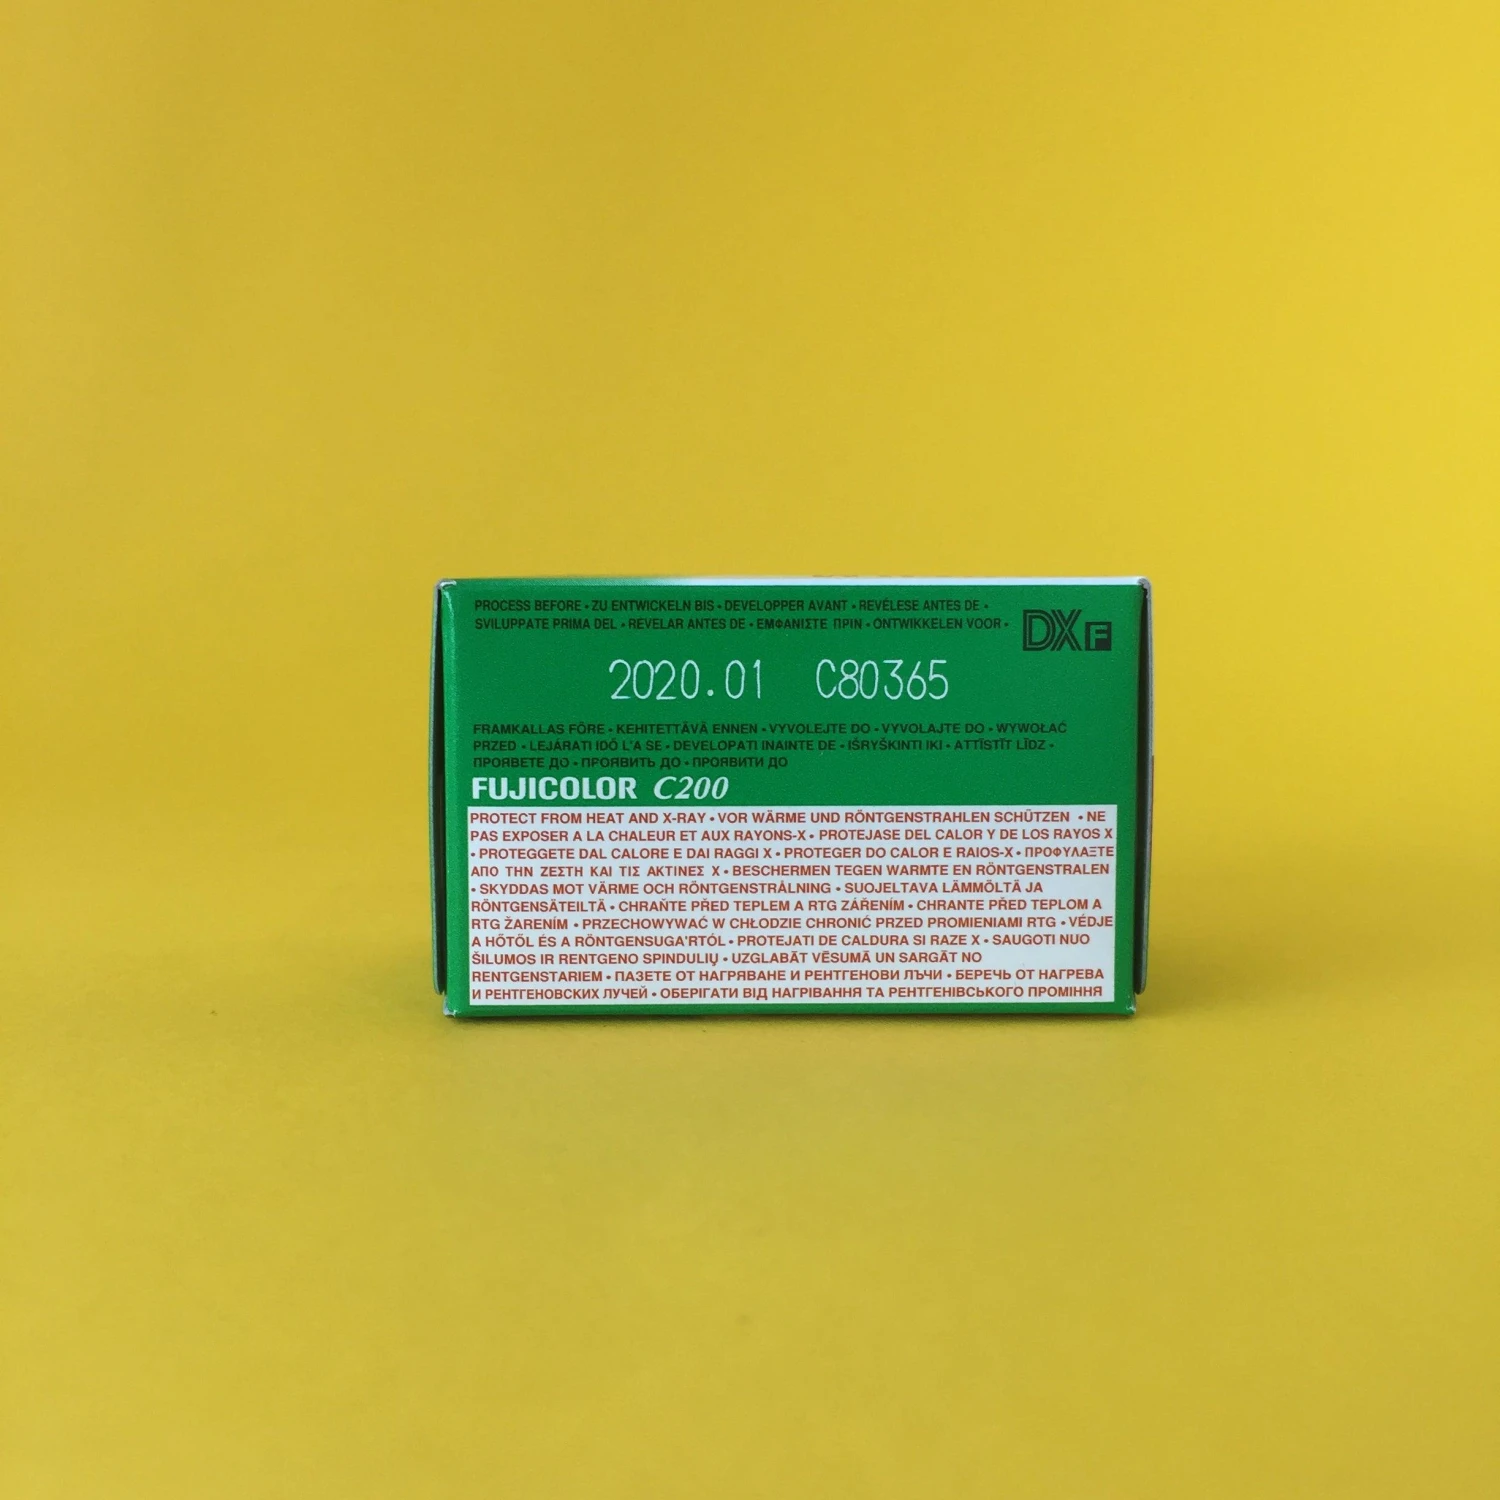 PROCESS BEFORE • ZU ENTWICKELN BIS • DEVELOPPER AVANT • REVÉLESE ANTES DE •
SVILUPPATE PRIMA DEL • REVELAR ANTES DE • ΕΜΦΑΝΙΣΤΕ ΠΡΙΝ • ONTWIKKELEN VOOR •
DX F
2020.01 C80365
FRAMKALLAS FÖRE • KEHITETTÄVÄ ENNEN • VYVOLEJTE DO • VYVOLAJTE DO • WYWOŁAĆ
PRZED • LEJÁRATI IDŐ L'A SE • DEVELOPATI INAINTE DE • IŠRYŠKINTI IKI • ATTĪSTĪT LĪDZ •
ПРОЯВЕТЕ ДО • ПРОЯВИТЬ ДО • ПРОЯВИТИ ДО
FUJICOLOR C200
PROTECT FROM HEAT AND X-RAY • VOR WÄRME UND RÖNTGENSTRAHLEN SCHÜTZEN • NE
PAS EXPOSER A LA CHALEUR ET AUX RAYONS-X • PROTEJASE DEL CALOR Y DE LOS RAYOS X
• PROTEGGETE DAL CALORE E DAI RAGGI X • PROTEGER DO CALOR E RAIOS-X • ΠΡΟΦΥΛΑΞΤΕ
ΑΠΟ ΤΗΝ ΖΕΣΤΗ ΚΑΙ ΤΙΣ ΑΚΤΙΝΕΣ Χ • BESCHERMEN TEGEN WARMTE EN RÖNTGENSTRALEN
• SKYDDAS MOT VÄRME OCH RÖNTGENSTRÅLNING • SUOJELTAVA LÄMMÖLTÄ JA
RÖNTGENSÄTEILTÄ • CHRAŇTE PŘED TEPLEM A RTG ZÁŘENÍM • CHRANTE PŘED TEPLOM A
RTG ŽARENÍM • PRZECHOWYWAĆ W CHŁODZIE CHRONIĆ PRZED PROMIENIAMI RTG • VÉDJE
A HŐTŐL ÉS A RÖNTGENSUGA'RTÓL • PROTEJATI DE CALDURA SI RAZE X • SAUGOTI NUO
ŠILUMOS IR RENTGENO SPINDULIŲ • UZGLABĀT VĒSUMĀ UN SARGĀT NO
RENTGENSTARIEM • ПАЗЕТЕ ОТ НАГРЯВАНЕ И РЕНТГЕНОВИ ЛЪЧИ • БЕРЕЧЬ ОТ НАГРЕВА
И РЕНТГЕНОВСКИХ ЛУЧЕЙ • ОБЕРІГАТИ ВІД НАГРІВАННЯ ТА РЕНТГЕНІВСЬКОГО ПРОМІННЯ